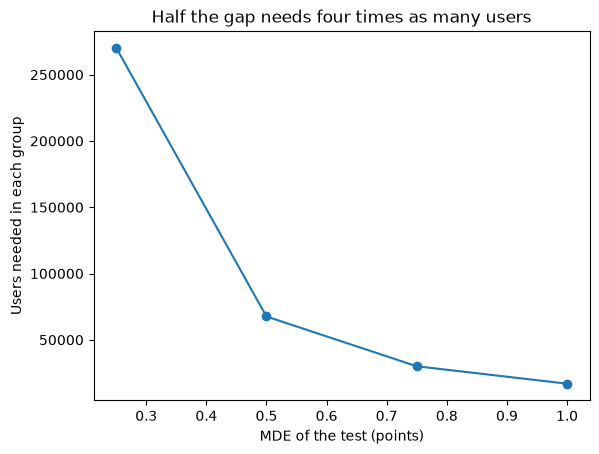 Half the gap needs four times as many users
Users needed in each group
250000
200000
150000
100000
50000
0.3 0.4 0.5 0.6 0.7 0.8 0.9 1.0
MDE of the test (points)